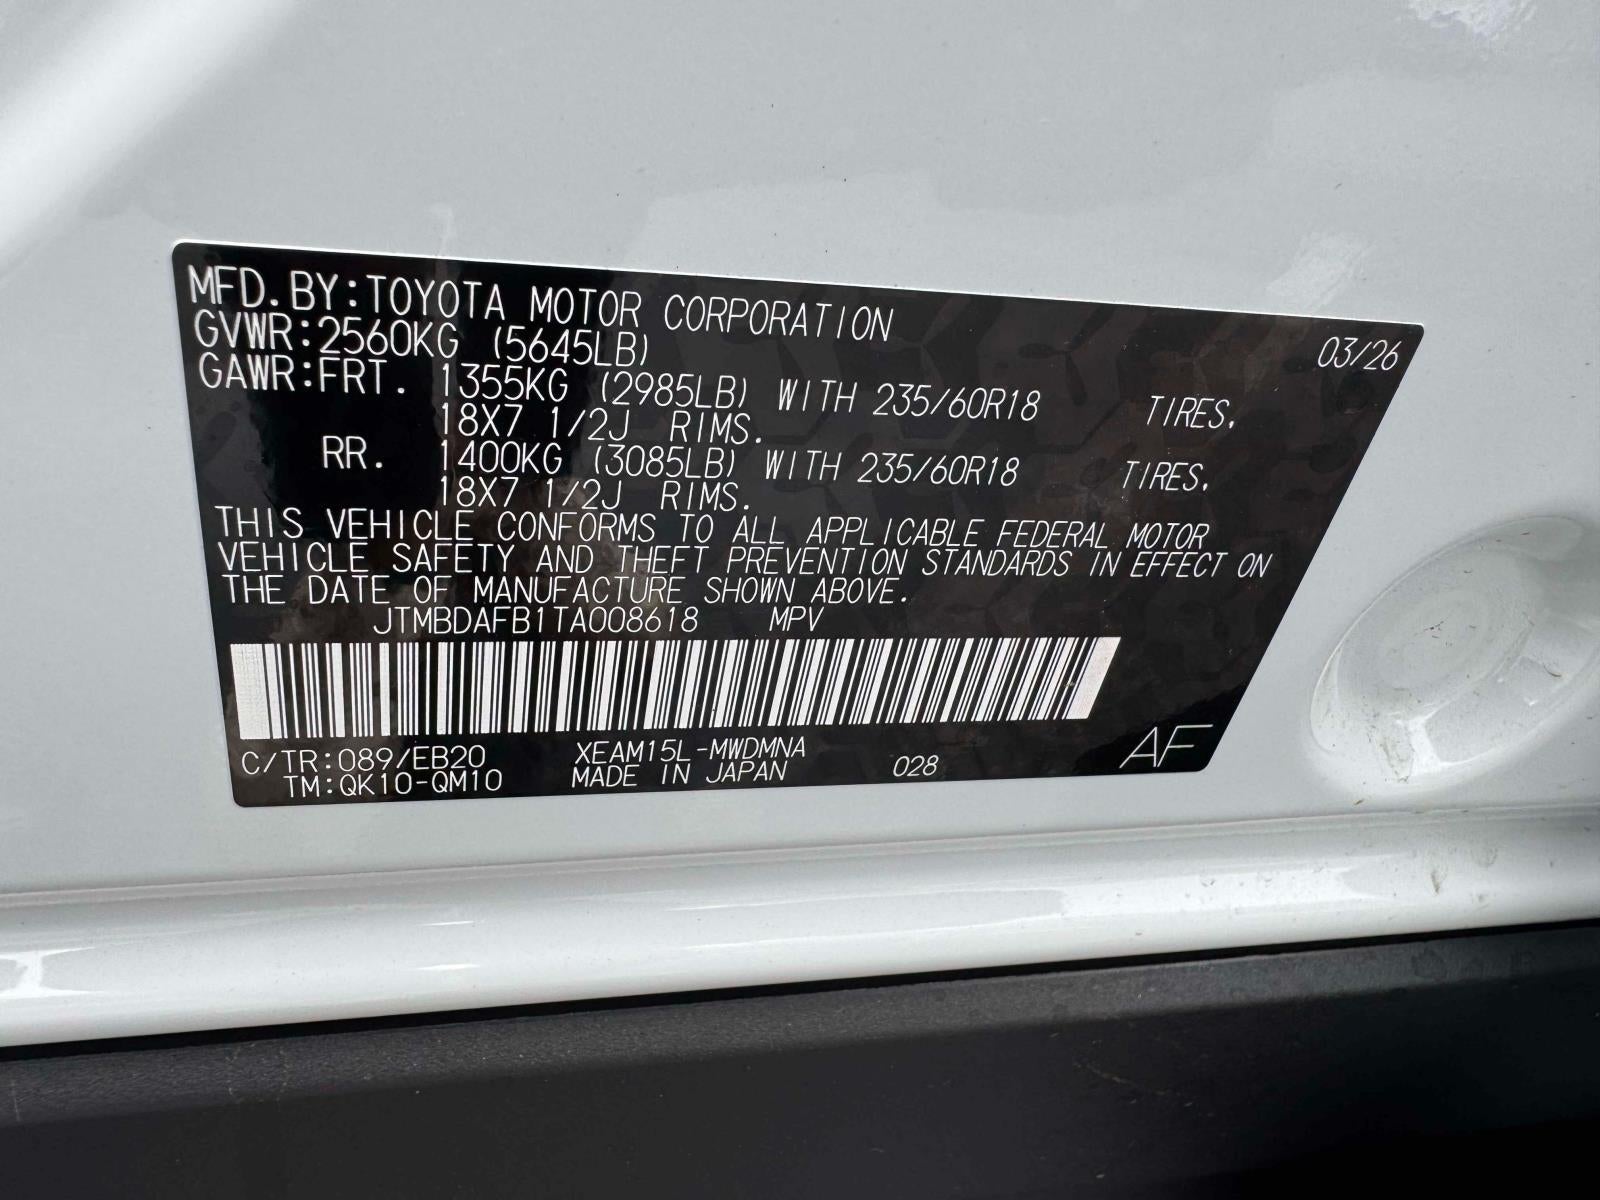 MFD.BY:TOYOTA MOTOR CORPORATION 03/26
GVWR:2560KG (5645LB)
GAWR:FRT. 1355KG (2985LB) WITH 235/60R18 TIRES,
18X7 1/2J RIMS.
RR. 1400KG (3085LB) WITH 235/60R18 TIRES,
18X7 1/2J RIMS.
THIS VEHICLE CONFORMS TO ALL APPLICABLE FEDERAL MOTOR
VEHICLE SAFETY AND THEFT PREVENTION STANDARDS IN EFFECT ON
THE DATE OF MANUFACTURE SHOWN ABOVE.
JTMBDAFB1TA008618 MPV
C/TR:089/EB20 XEAM15L-MWDMNA 028 AF
TM:QK10-QM10 MADE IN JAPAN